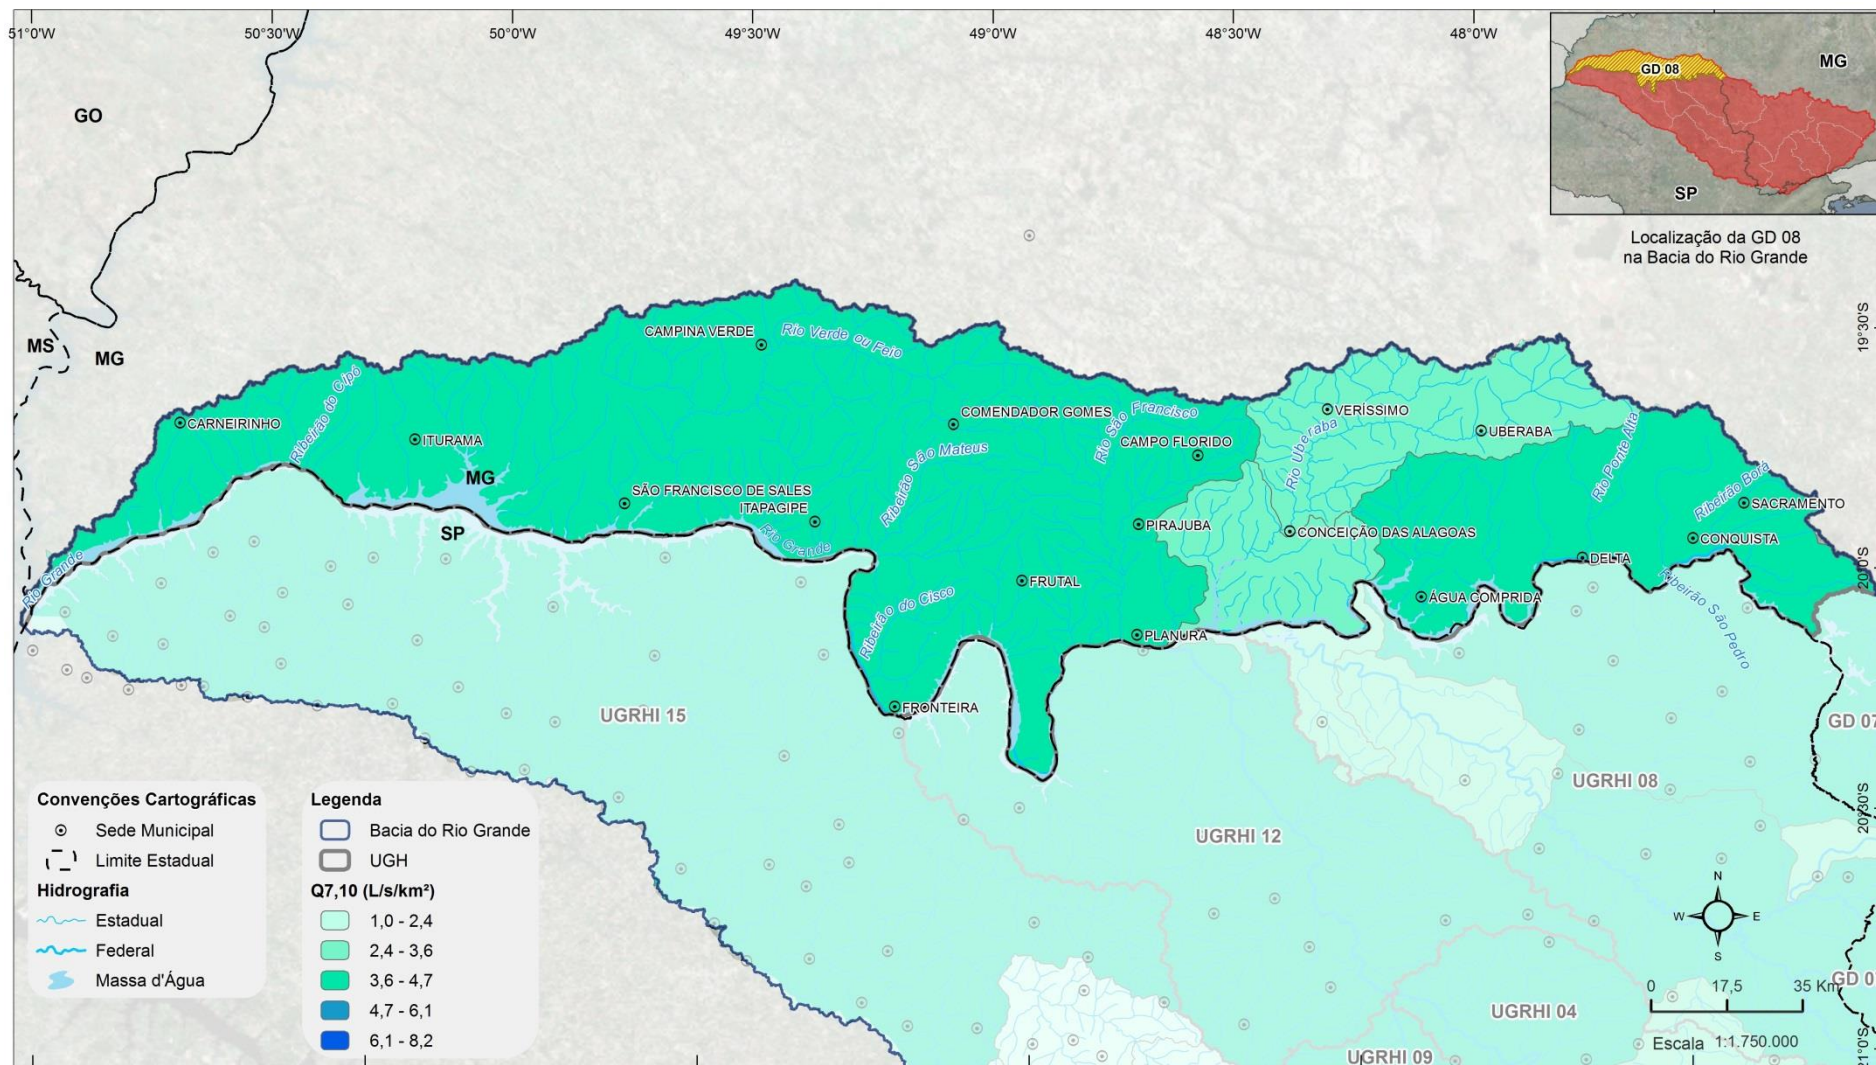 51°0'W
50°30'W
50°0'W
49°30'W
49°0'W
48°30'W
48°0'W
GD 08
MG
SP
Localização da GD 08
na Bacia do Rio Grande
GO
MS
MG
19°30'S
CAMPINA VERDE
Rio Verde ou Feio
Ribeirão do Cipó
CARNEIRINHO
ITURAMA
COMENDADOR GOMES
Rio São Francisco
CAMPO FLORIDO
VERÍSSIMO
UBERABA
Rio Uberaba
Rio Ponte Alta
Ribeirão São Mateus
MG
SÃO FRANCISCO DE SALES
ITAPAGIPE
Rio Grande
SP
PIRAJUBA
CONCEIÇÃO DAS ALAGOAS
Ribeirão Borá
SACRAMENTO
CONQUISTA
DELTA
20°0'S
Rio Grande
FRUTAL
ÁGUA COMPRIDA
Ribeirão do Cisco
PLANURA
Ribeirão São Pedro
FRONTEIRA
UGRHI 15
GD 07
UGRHI 08
UGRHI 12
20°30'S
Convenções Cartográficas
Sede Municipal
Limite Estadual
Hidrografia
Estadual
Federal
Massa d'Água
Legenda
Bacia do Rio Grande
UGH
Q7,10 (L/s/km²)
1,0 - 2,4
2,4 - 3,6
3,6 - 4,7
4,7 - 6,1
6,1 - 8,2
N
W
E
S
GD 0
0
17,5
35 Km
UGRHI 04
Escala 1:1.750.000
UGRHI 09
21°0'S